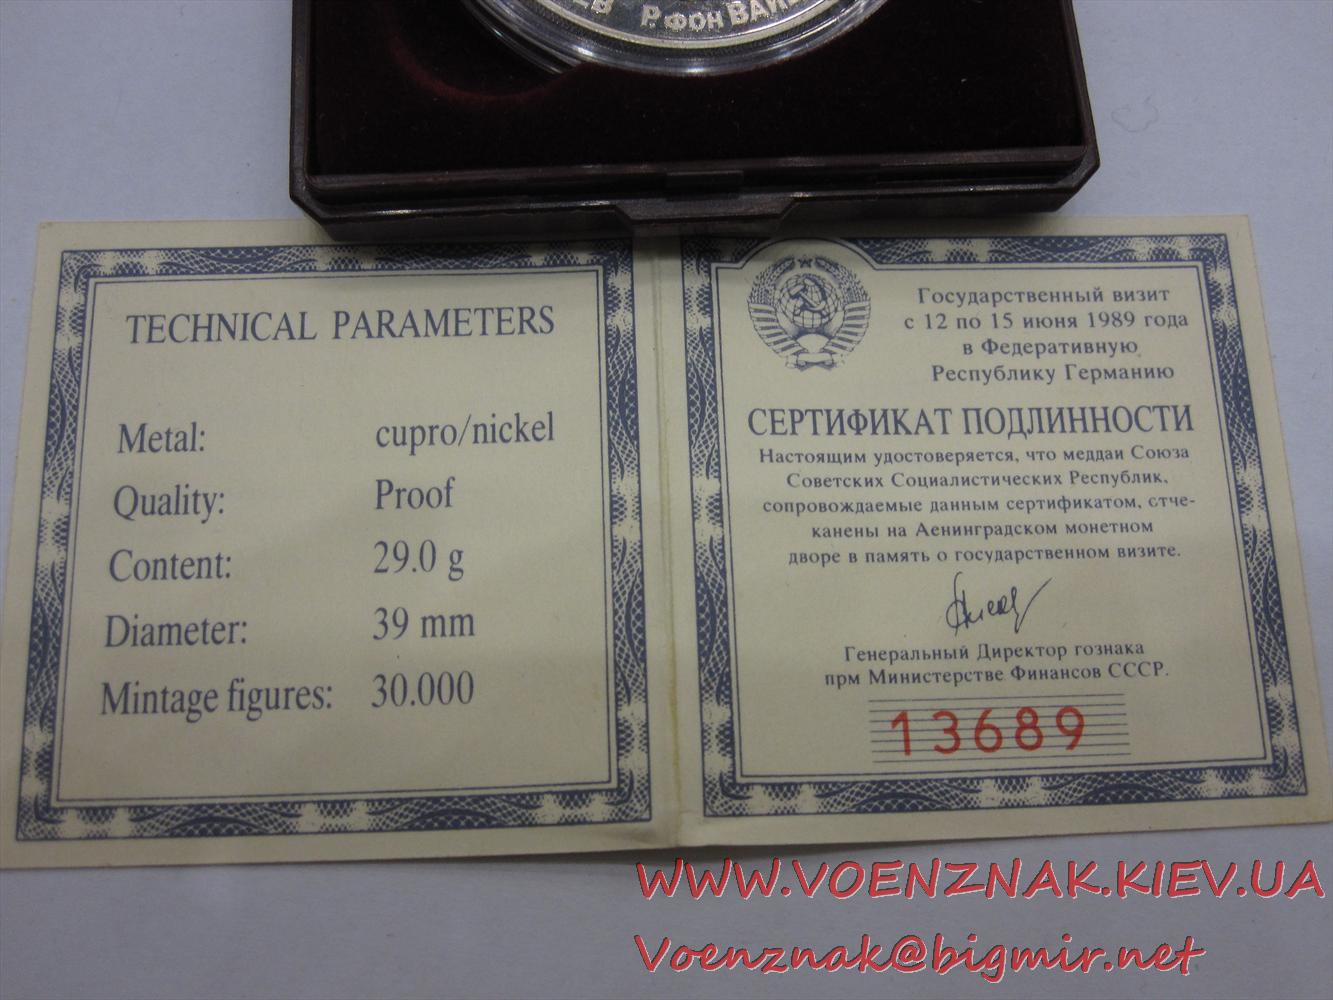 Р. ФОН
TECHNICAL PARAMETERS
Metal: cupro/nickel
Quality: Proof
Content: 29.0 g
Diameter: 39 mm
Mintage figures: 30.000
Государственный визит
с 12 по 15 июня 1989 года
в Федеративную
Республику Германию
СЕРТИФИКАТ ПОДЛИННОСТИ
Настоящим удостоверяется, что меддаи Союза
Советских Социалистических Республик,
сопровождаемые данным сертификатом, отче-
канены на Аенинградском монетном
дворе в память о государственном визите.
Генеральный Директор гознака
прм Министерстве Финансов СССР.
13689
WWW.VOENZNAK.KIEV.UA
Voenznak@bigmir.net